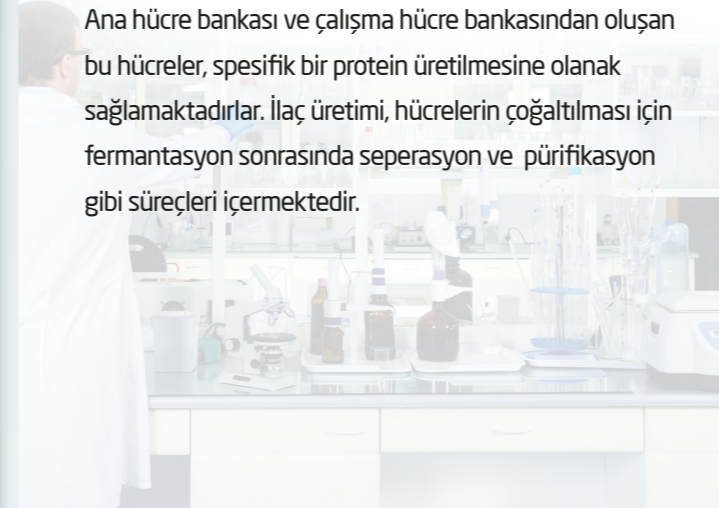 Ana hücre bankası ve çalışma hücre bankasından oluşan
bu hücreler, spesifik bir protein üretilmesine olanak
sağlamaktadırlar. İlaç üretimi, hücrelerin çoğaltılması için
fermantasyon sonrasında seperasyon ve pürifikasyon
gibi süreçleri içermektedir.